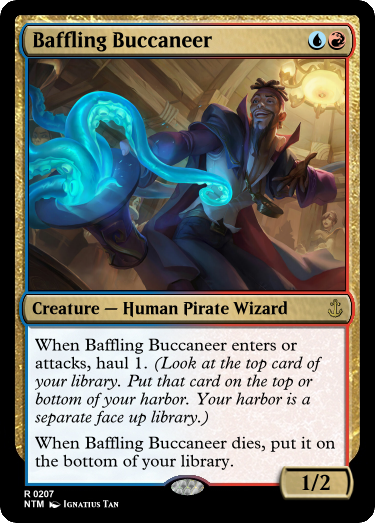 Baffling Buccaneer
Creature — Human Pirate Wizard
When Baffling Buccaneer enters or
attacks, haul 1. (Look at the top card of
your library. Put that card on the top or
bottom of your harbor. Your harbor is a
separate face up library.)
When Baffling Buccaneer dies, put it on
the bottom of your library.
1/2
R 0207
NTM Ignatius Tan